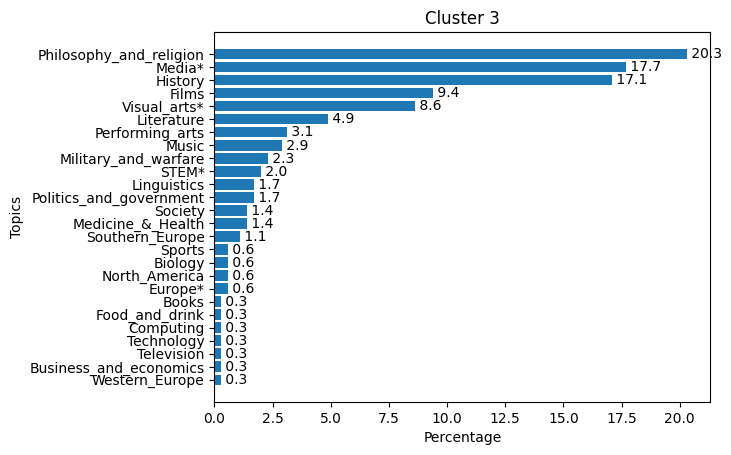 Cluster 3
Philosophy_and_religion 20.3
Media* 17.7
History 17.1
Films 9.4
Visual_arts* 8.6
Literature 4.9
Performing_arts 3.1
Music 2.9
Military_and_warfare 2.3
STEM* 2.0
Linguistics 1.7
Politics_and_government 1.7
Society 1.4
Medicine_&_Health 1.4
Southern_Europe 1.1
Sports 0.6
Biology 0.6
North_America 0.6
Europe* 0.6
Books 0.3
Food_and_drink 0.3
Computing 0.3
Technology 0.3
Television 0.3
Business_and_economics 0.3
Western_Europe 0.3
Topics
0.0 2.5 5.0 7.5 10.0 12.5 15.0 17.5 20.0
Percentage